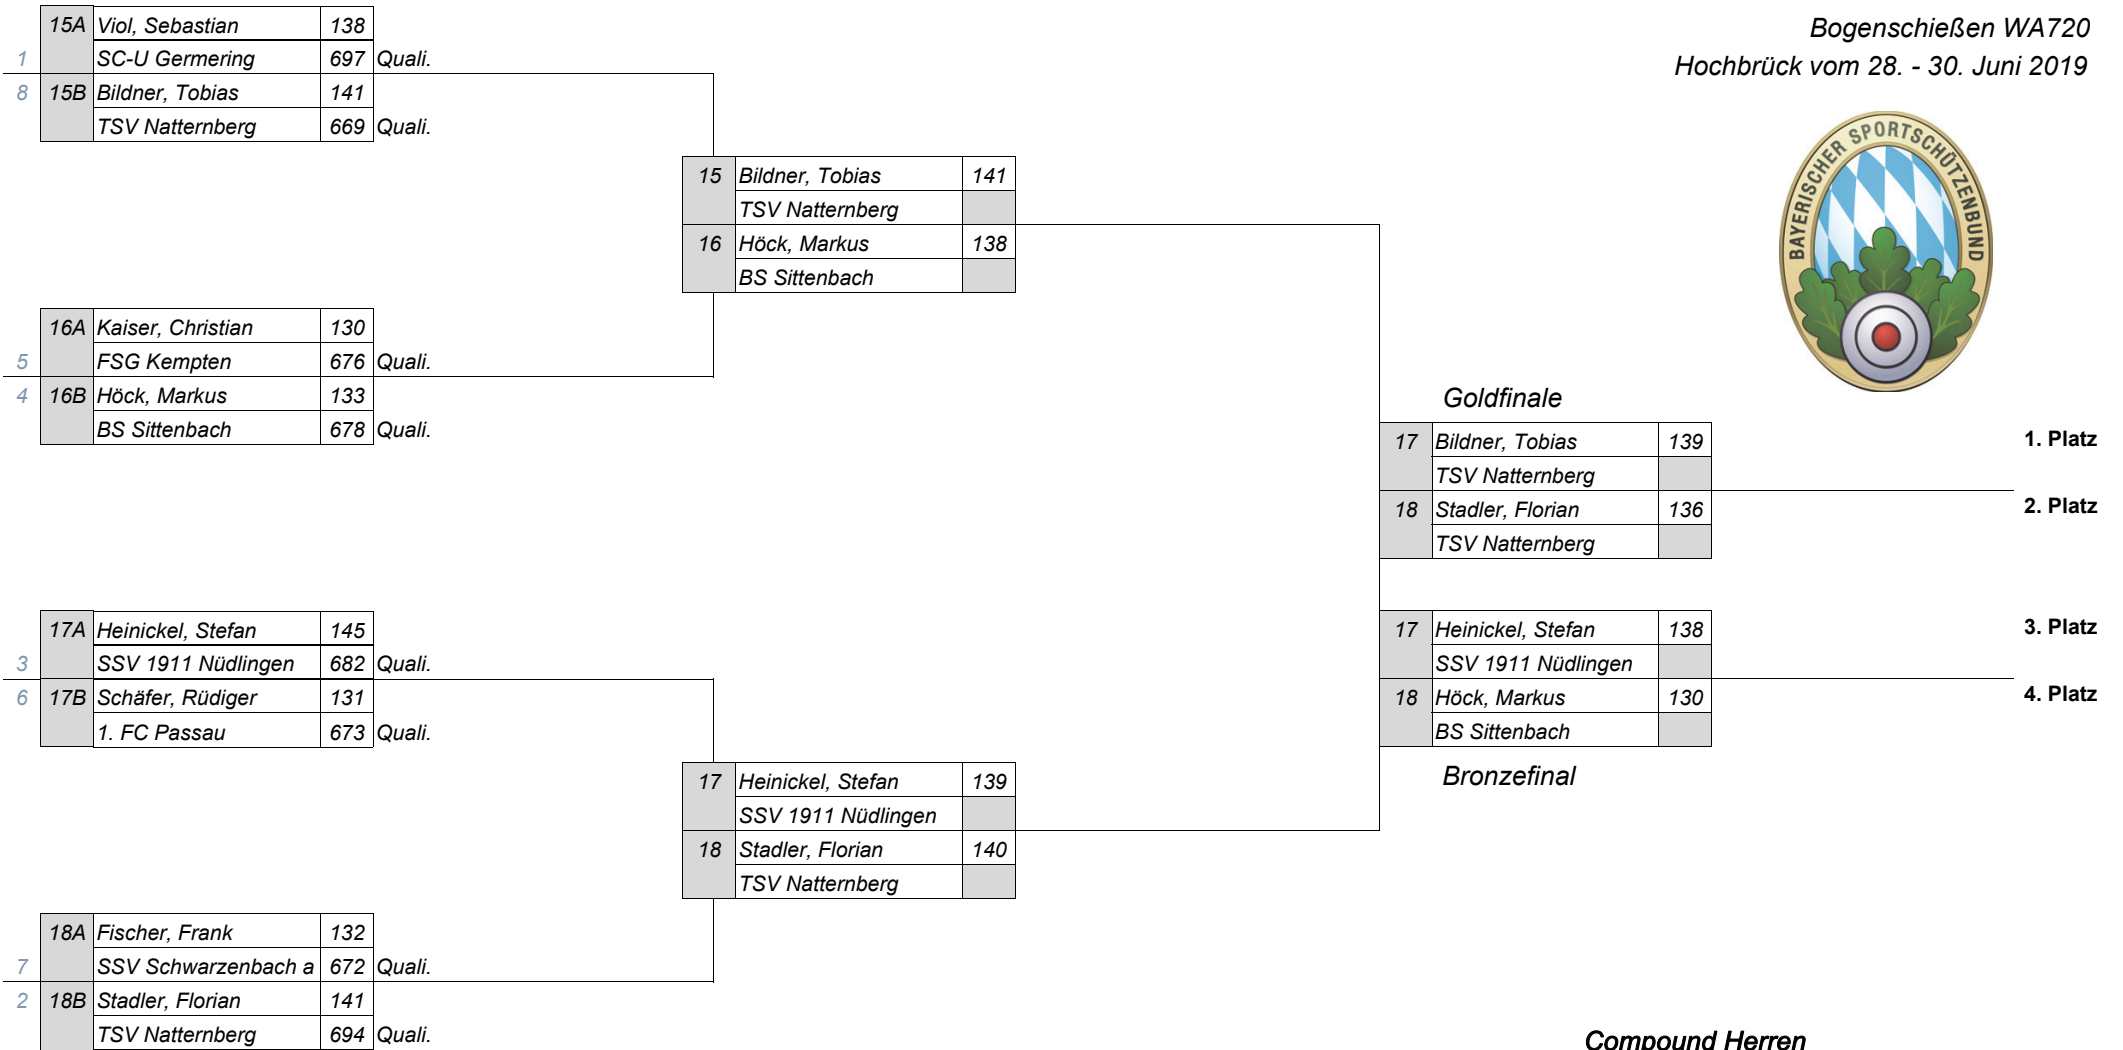 Bogenschießen WA720
Hochbrück vom 28. - 30. Juni 2019
BAYERISCHER SPORTSCHÜTZENBUND
15A Viol, Sebastian 138
1 SC-U Germering 697 Quali.
8 15B Bildner, Tobias 141
TSV Natternberg 669 Quali.
15 Bildner, Tobias 141
TSV Natternberg
16 Höck, Markus 138
BS Sittenbach
16A Kaiser, Christian 130
5 FSG Kempten 676 Quali.
4 16B Höck, Markus 133
BS Sittenbach 678 Quali.
Goldfinale
17 Bildner, Tobias 139 1. Platz
TSV Natternberg
18 Stadler, Florian 136 2. Platz
TSV Natternberg
17A Heinickel, Stefan 145
3 SSV 1911 Nüdlingen 682 Quali.
6 17B Schäfer, Rüdiger 131
1. FC Passau 673 Quali.
17 Heinickel, Stefan 138 3. Platz
SSV 1911 Nüdlingen
18 Höck, Markus 130 4. Platz
BS Sittenbach
Bronzefinal
17 Heinickel, Stefan 139
SSV 1911 Nüdlingen
18 Stadler, Florian 140
TSV Natternberg
18A Fischer, Frank 132
7 SSV Schwarzenbach a 672 Quali.
2 18B Stadler, Florian 141
TSV Natternberg 694 Quali.
Compound Herren